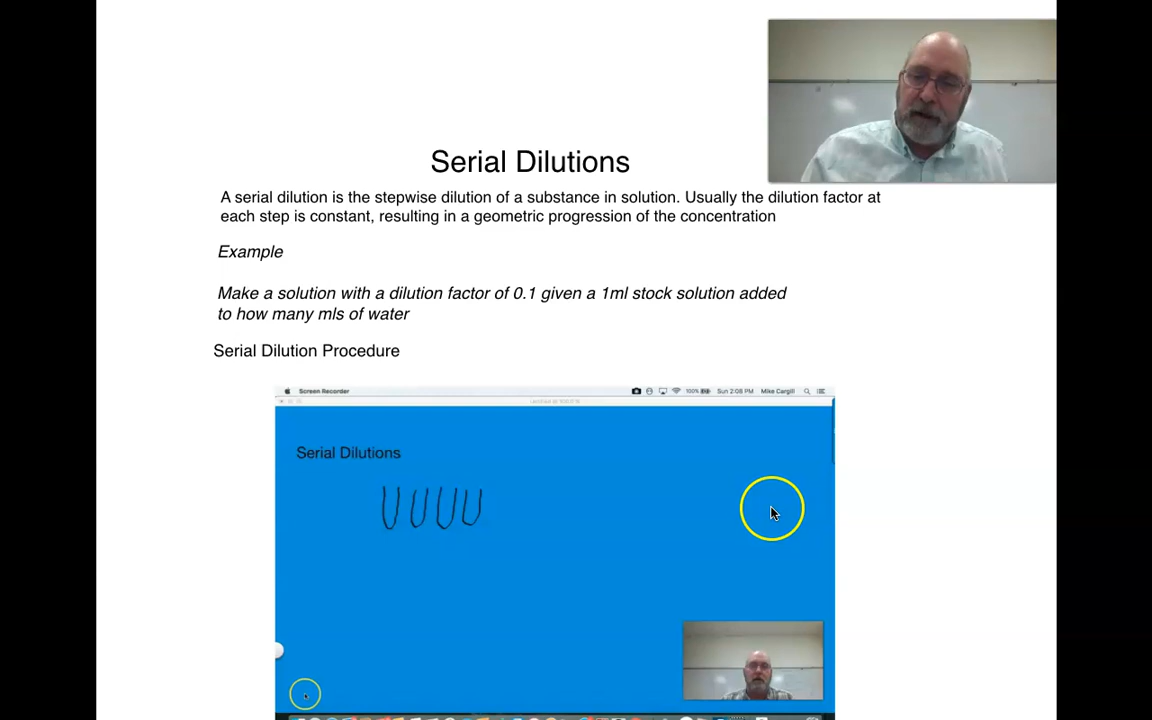 Serial Dilutions
A serial dilution is the stepwise dilution of a substance in solution. Usually the dilution factor at
each step is constant, resulting in a geometric progression of the concentration
Example
Make a solution with a dilution factor of 0.1 given a 1ml stock solution added
to how many mls of water
Serial Dilution Procedure
Screen Recorder 100% Sun 2:08 PM Mike Cargill
Serial Dilutions